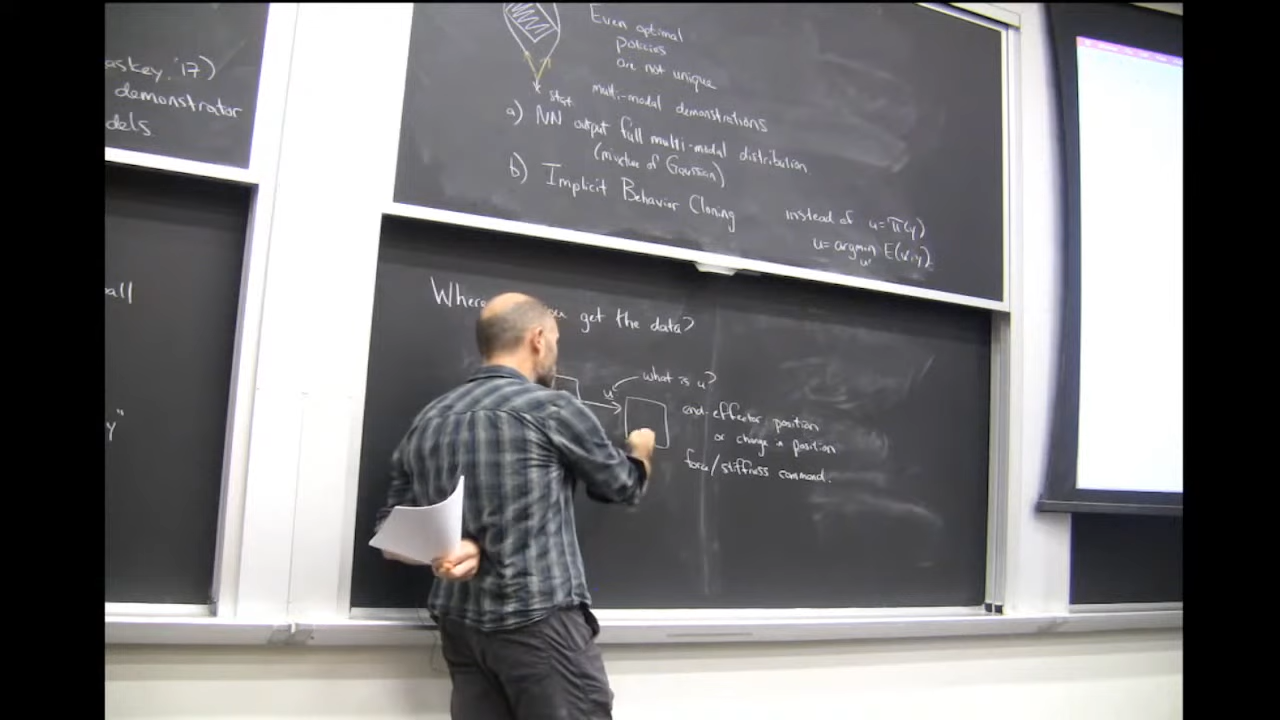 askey '17)
demonstrator
dels
all
y"
Even optimal
policies
are not unique
start
multi-modal demonstrations
a) NN output full multi-modal distribution
(mixture of Gaussian)
b) Implicit Behavior Cloning
instead of u=π(y)
u=argmin E(u',y)
u'
Where you get the data?
u
what is u?
end-effector position
or change in position
force/stiffness command.